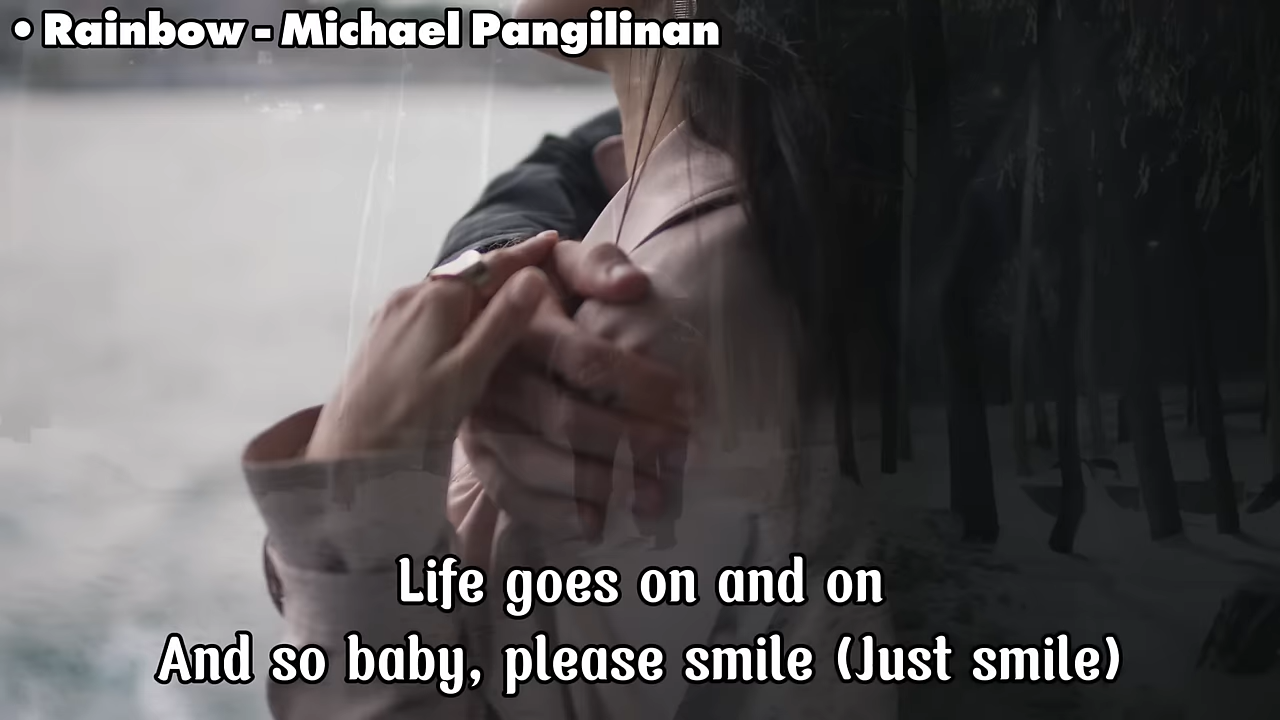 • Rainbow - Michael Pangilinan
Life goes on and on
And so baby, please smile (Just smile)